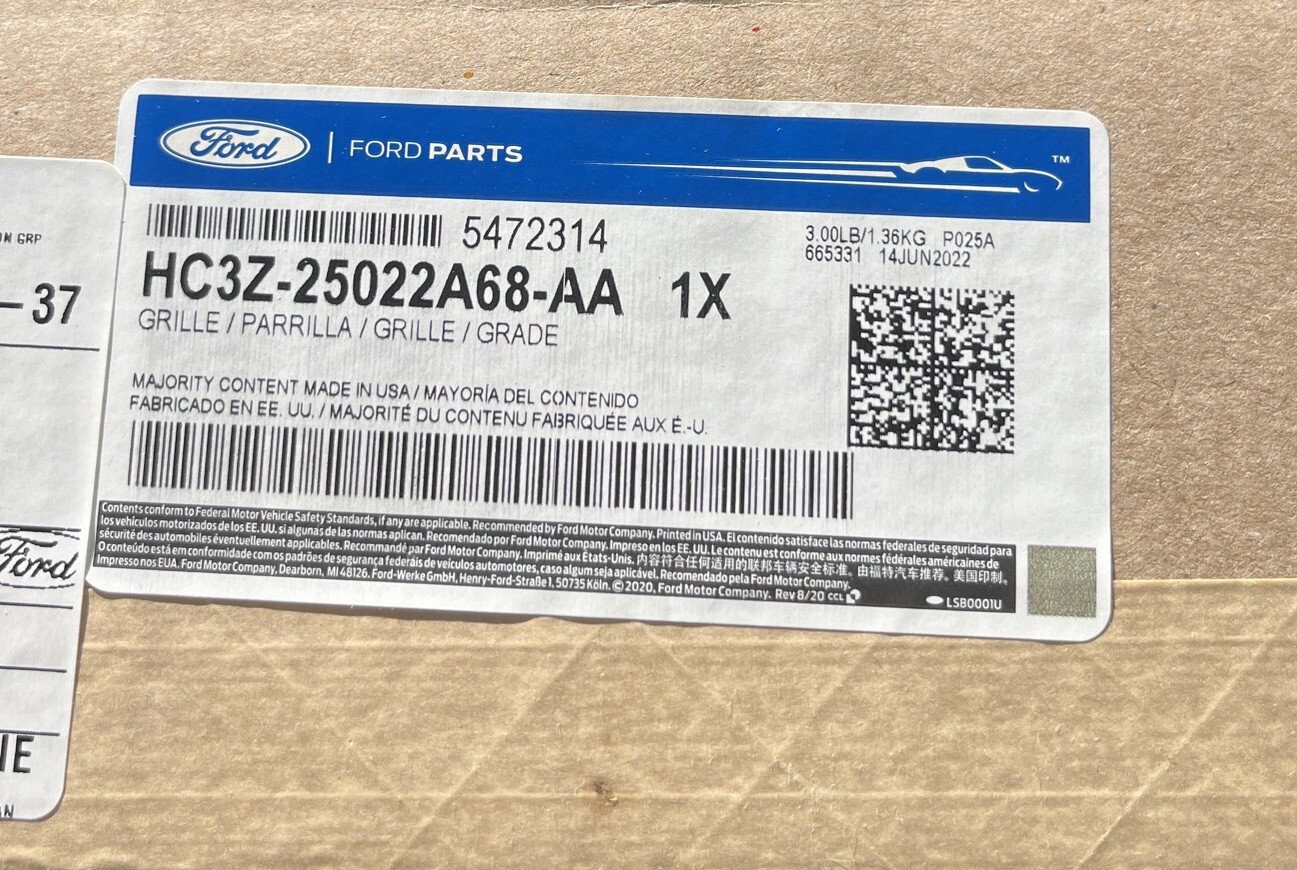 Ford | FORD PARTS ™
5472314
3.00LB/1.36KG P025A
665331 14JUN2022
HC3Z-25022A68-AA 1X
GRILLE / PARRILLA / GRILLE / GRADE
MAJORITY CONTENT MADE IN USA / MAYORÍA DEL CONTENIDO
FABRICADO EN EE. UU. / MAJORITÉ DU CONTENU FABRIQUÉE AUX É.-U.
Contents conform to Federal Motor Vehicle Safety Standards, if any are applicable. Recommended by Ford Motor Company. Printed in USA. El contenido satisface las normas federales de seguridad para
los vehículos motorizados de los EE. UU. si algunas de las normas aplican. Recomendado por Ford Motor Company. Impreso en los EE. UU. Le contenu est conforme aux normes fédérales américaines de
sécurité des automobiles éventuellement applicables. Recommandé par Ford Motor Company. Imprimé aux États-Unis. 内容符合任何适用的联邦车辆安全标准。由福特汽车推荐。美国印制。
O conteúdo está em conformidade com os padrões de segurança federais de veículos automotores, caso algum seja aplicável. Recomendado pela Ford Motor Company.
Impresso nos EUA. Ford Motor Company, Dearborn, MI 48126. Ford-Werke GmbH, Henry-Ford-Straße 1, 50735 Köln. © 2020, Ford Motor Company. Rev 8/20 CCL
LSB0001U
GRP
– 37
Ford